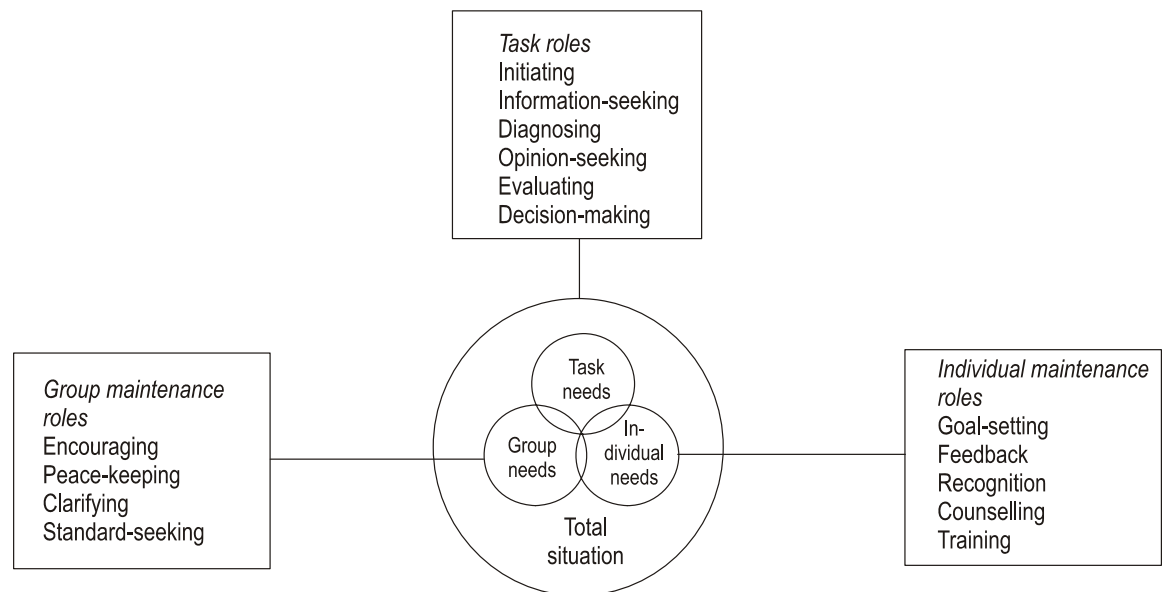 Task roles
Initiating
Information-seeking
Diagnosing
Opinion-seeking
Evaluating
Decision-making
Group maintenance
roles
Encouraging
Peace-keeping
Clarifying
Standard-seeking
Task
needs
Group
needs
In-
dividual
needs
Total
situation
Individual maintenance
roles
Goal-setting
Feedback
Recognition
Counselling
Training